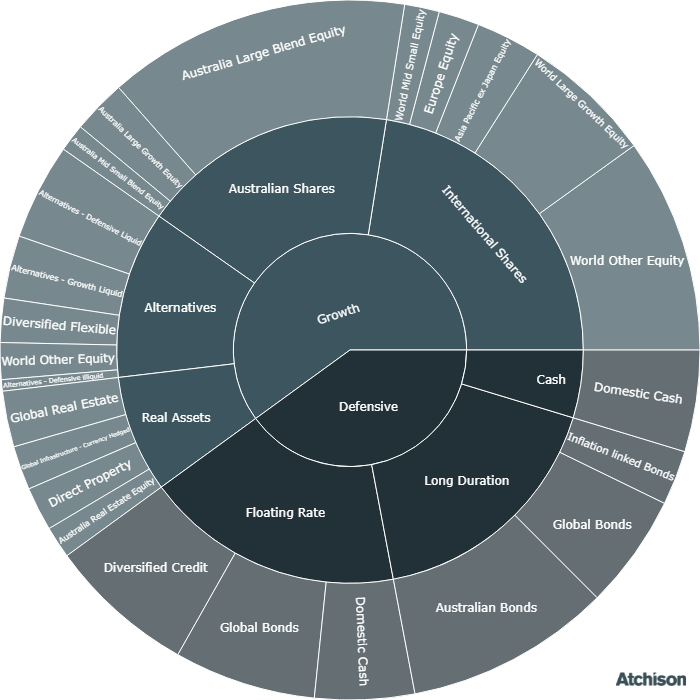 Growth
Defensive
Australian Shares
International Shares
Alternatives
Real Assets
Cash
Long Duration
Floating Rate
Australia Large Blend Equity
World Mid Small Equity
Europe Equity
Asia Pacific ex Japan Equity
World Large Growth Equity
World Other Equity
Domestic Cash
Inflation linked Bonds
Global Bonds
Australian Bonds
Domestic Cash
Global Bonds
Diversified Credit
Australia Real Estate Equity
Direct Property
Global Infrastructure - Currency Hedged
Global Real Estate
Alternatives - Defensive Illiquid
World Other Equity
Diversified Flexible
Alternatives - Growth Liquid
Alternatives - Defensive Liquid
Australia Mid Small Blend Equity
Australia Large Growth Equity
Atchison